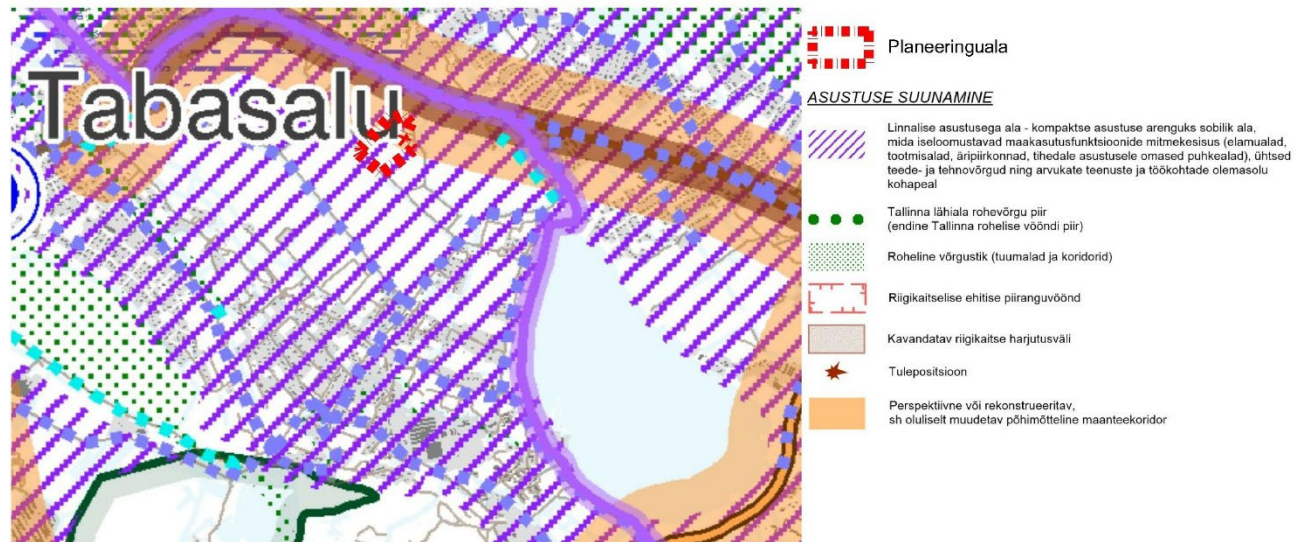 Tabasalu
Planeeringuala
ASUSTUSE SUUNAMINE
Linnalise asustusega ala - kompaktse asustuse arenguks sobilik ala,
mida iseloomustavad maakasutusfunktsioonide mitmekesisus (elamualad,
tootmisalad, äripiirkonnad, tihedale asustusele omased puhkealad), ühtsed
teede- ja tehnovõrgud ning arvukate teenuste ja töökohtade olemasolu
kohapeal
Tallinna lähiala rohevõrgu piir
(endine Tallinna rohelise vööndi piir)
Roheline võrgustik (tuumalad ja koridorid)
Riigikaitselise ehitise piiranguvöönd
Kavandatav riigikaitse harjutusväli
Tulepositsioon
Perspektiivne või rekonstrueeritav,
sh oluliselt muudetav põhimõtteline maanteekoridor